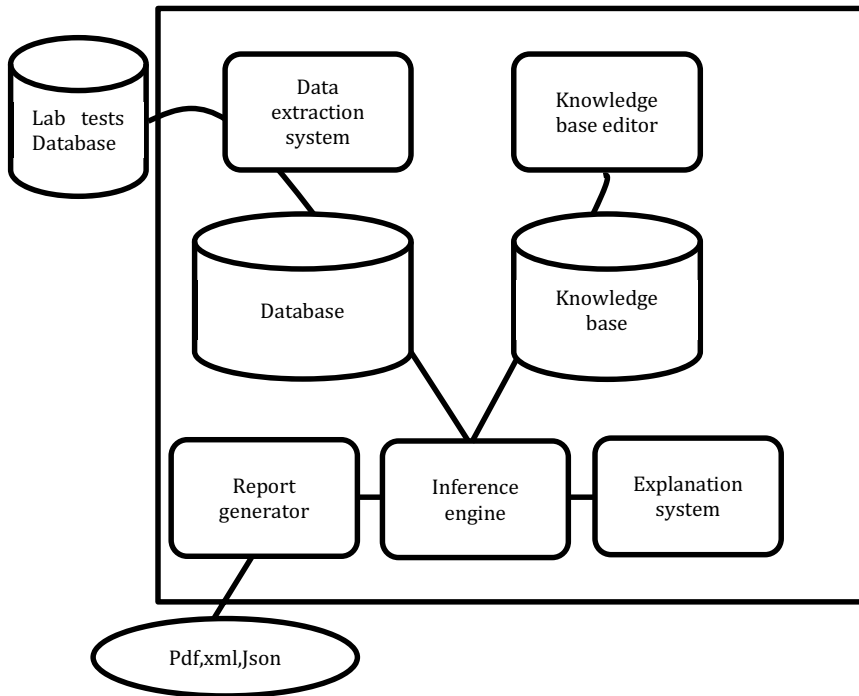 Lab tests
Database
Data
extraction
system
Knowledge
base editor
Database
Knowledge
base
Report
generator
Inference
engine
Explanation
system
Pdf,xml,Json